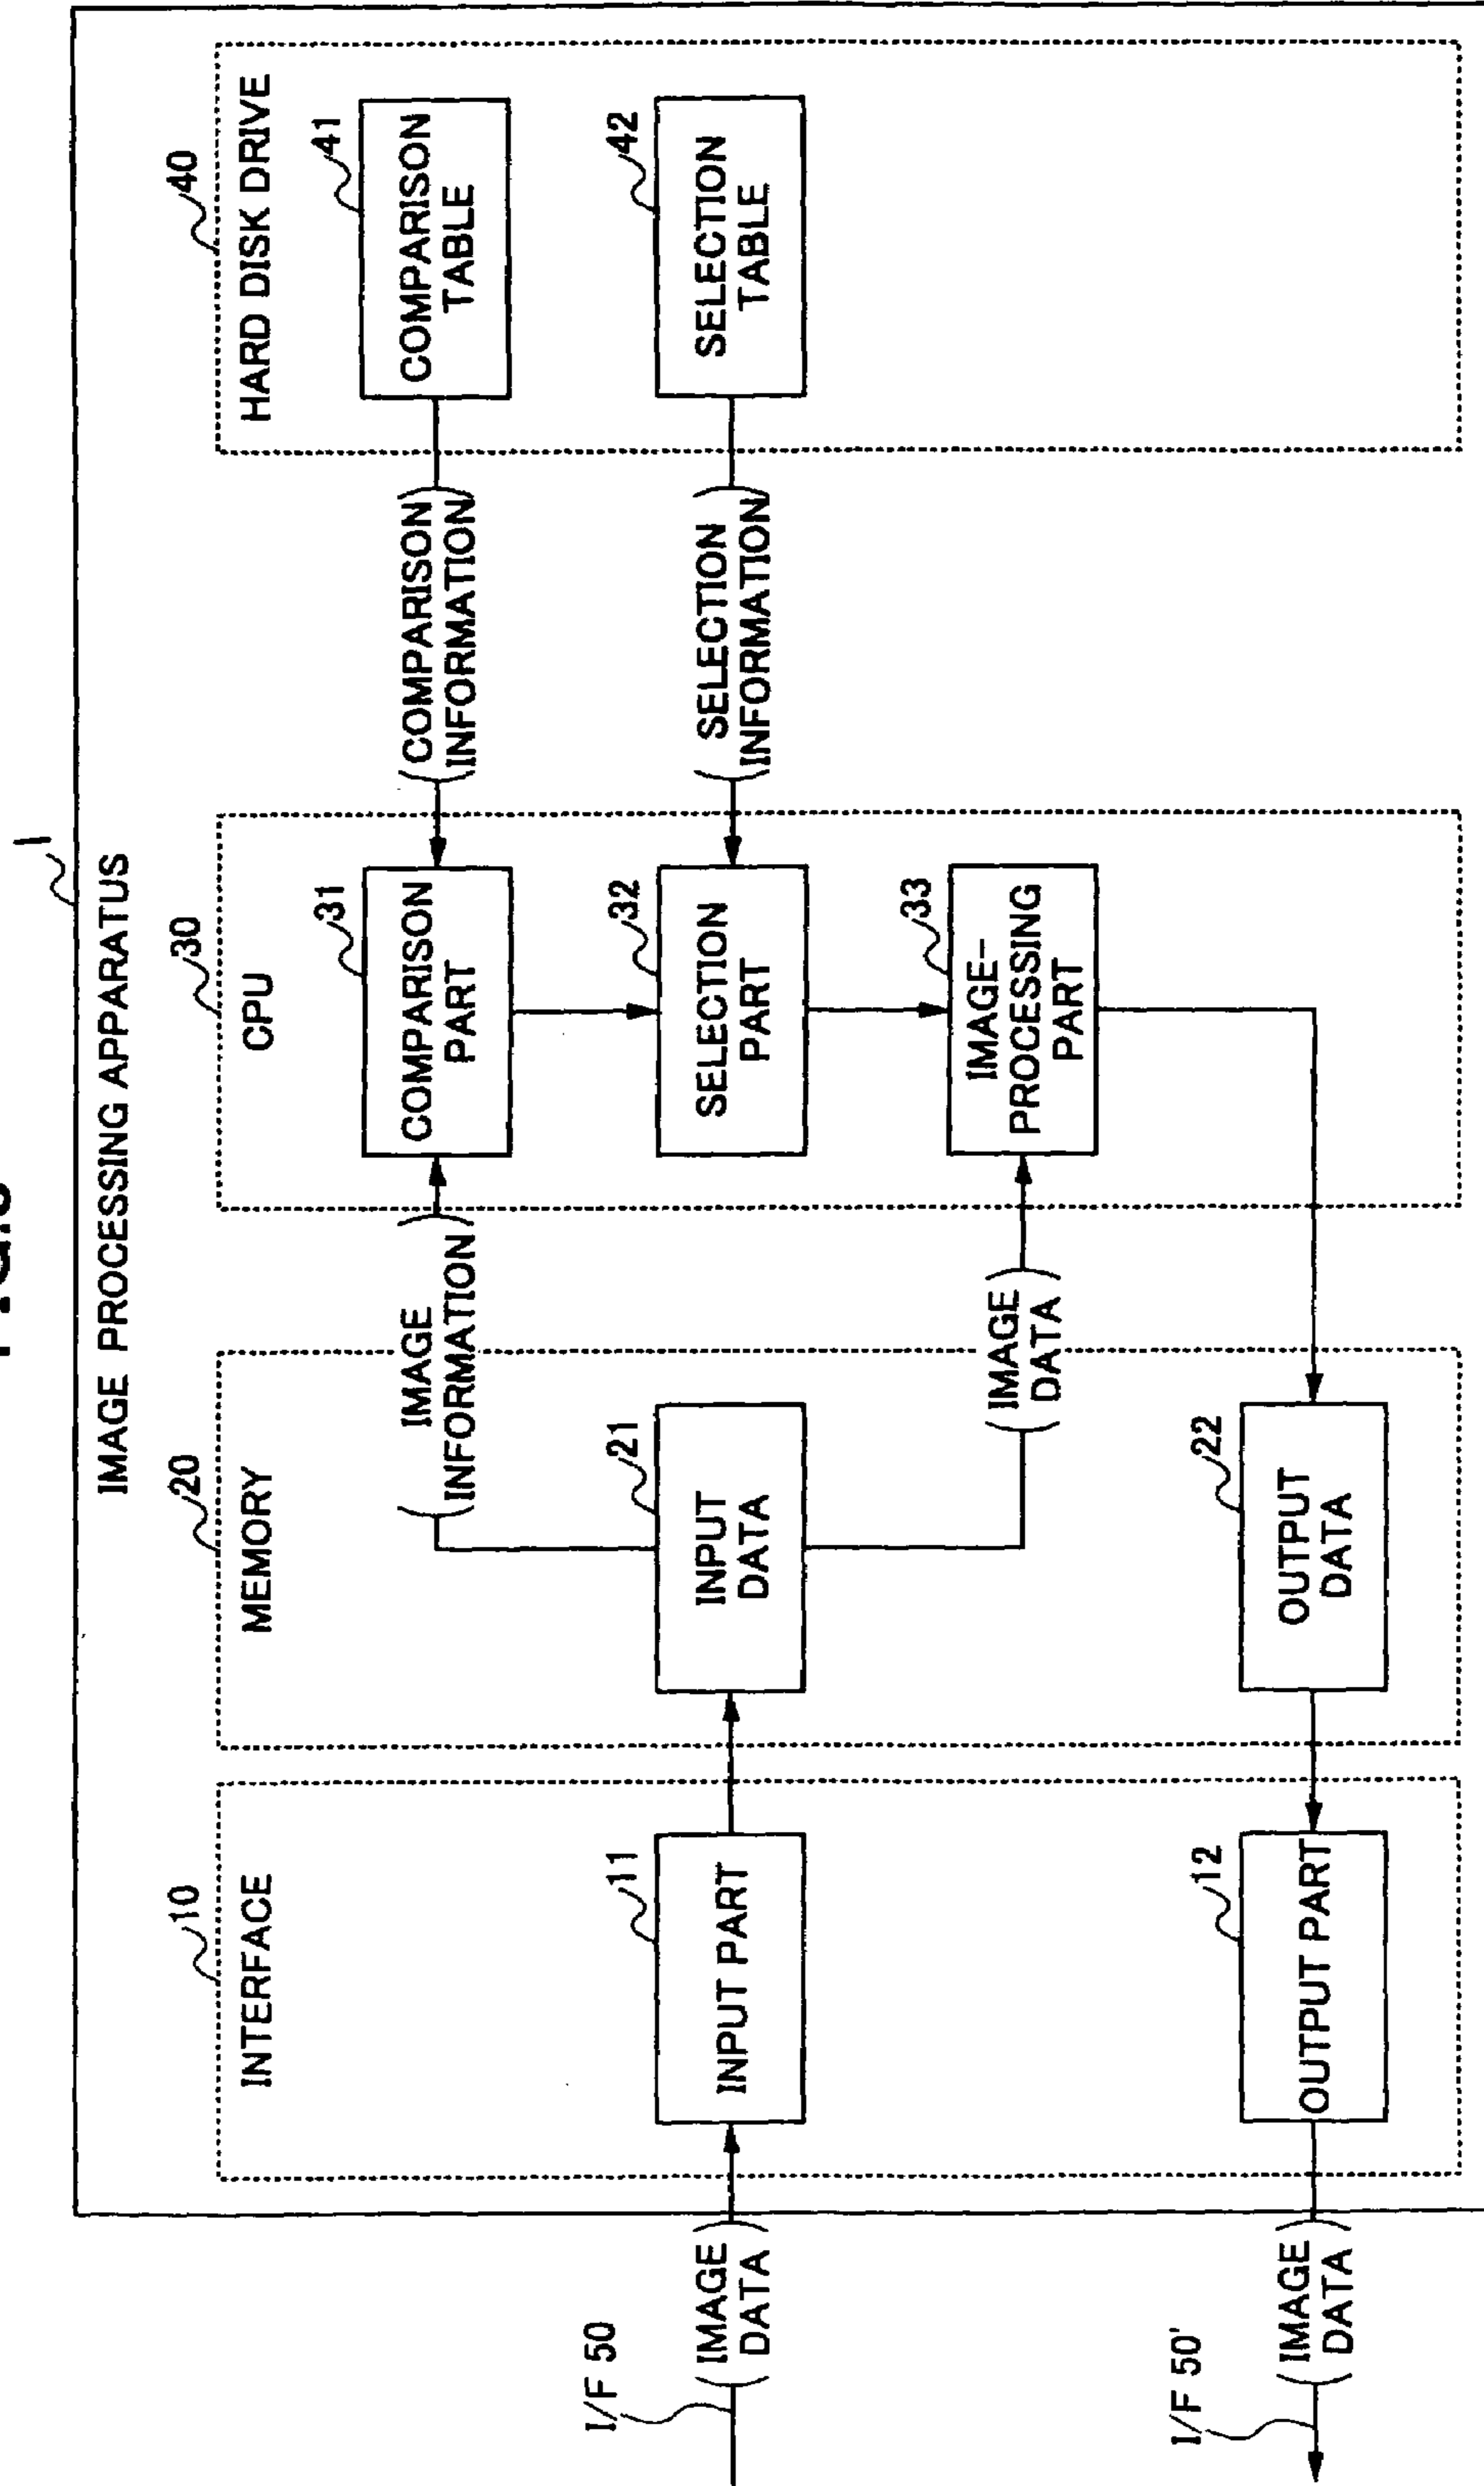 1
IMAGE PROCESSING APPARATUS
10
INTERFACE
20
MEMORY
30
CPU
40
HARD DISK DRIVE
(IMAGE
INFORMATION)
31
COMPARISON
PART
(COMPARISON
INFORMATION)
41
COMPARISON
TABLE
I/F 50
(IMAGE
DATA)
11
INPUT PART
21
INPUT
DATA
32
SELECTION
PART
(SELECTION
INFORMATION)
42
SELECTION
TABLE
(IMAGE
DATA)
33
IMAGE-
PROCESSING
PART
I/F 50'
(IMAGE
DATA)
12
OUTPUT PART
22
OUTPUT
DATA